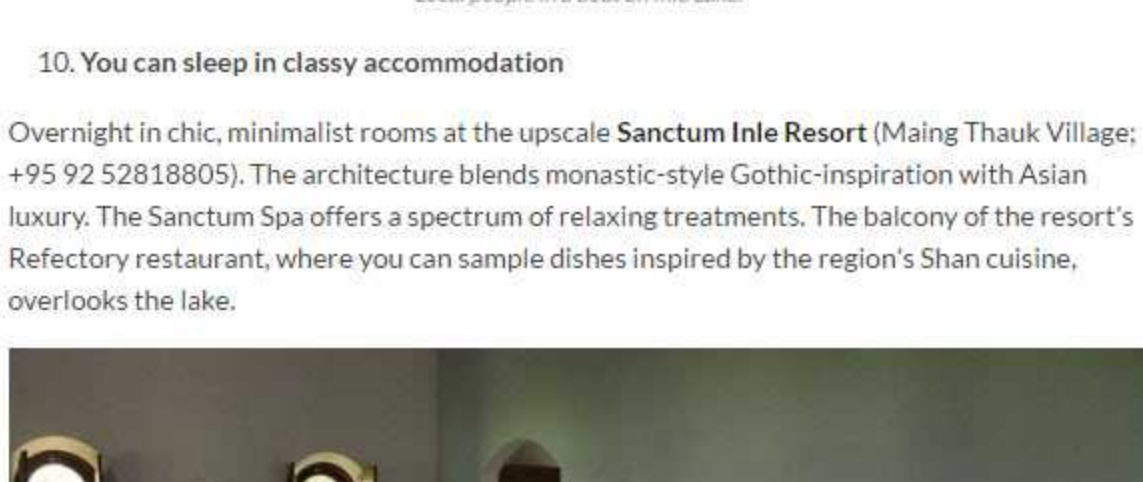 10. You can sleep in classy accommodation
Overnight in chic, minimalist rooms at the upscale Sanctum Inle Resort (Maing Thauk Village;
+95 92 52818805). The architecture blends monastic-style Gothic-inspiration with Asian
luxury. The Sanctum Spa offers a spectrum of relaxing treatments. The balcony of the resort's
Refectory restaurant, where you can sample dishes inspired by the region's Shan cuisine,
overlooks the lake.